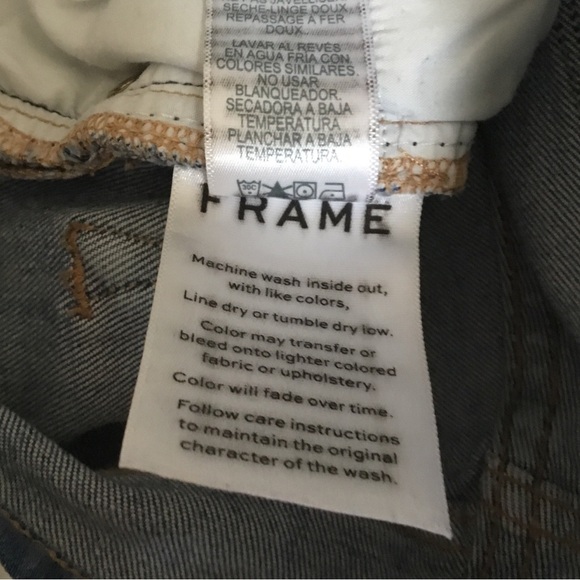 SÈCHE-LINGE DOUX.
REPASSAGE A FER
DOUX.
LAVAR AL REVÉS
EN AGUA FRIA CON
COLORES SIMILARES.
NO USAR
BLANQUEADOR.
SECADORA A BAJA
TEMPERATURA.
PLANCHAR A BAJA
TEMPERATURA.
30C
FRAME
Machine wash inside out,
with like colors,
Line dry or tumble dry low.
Color may transfer or
bleed onto lighter colored
fabric or upholstery.
Color will fade over time.
Follow care instructions
to maintain the original
character of the wash.